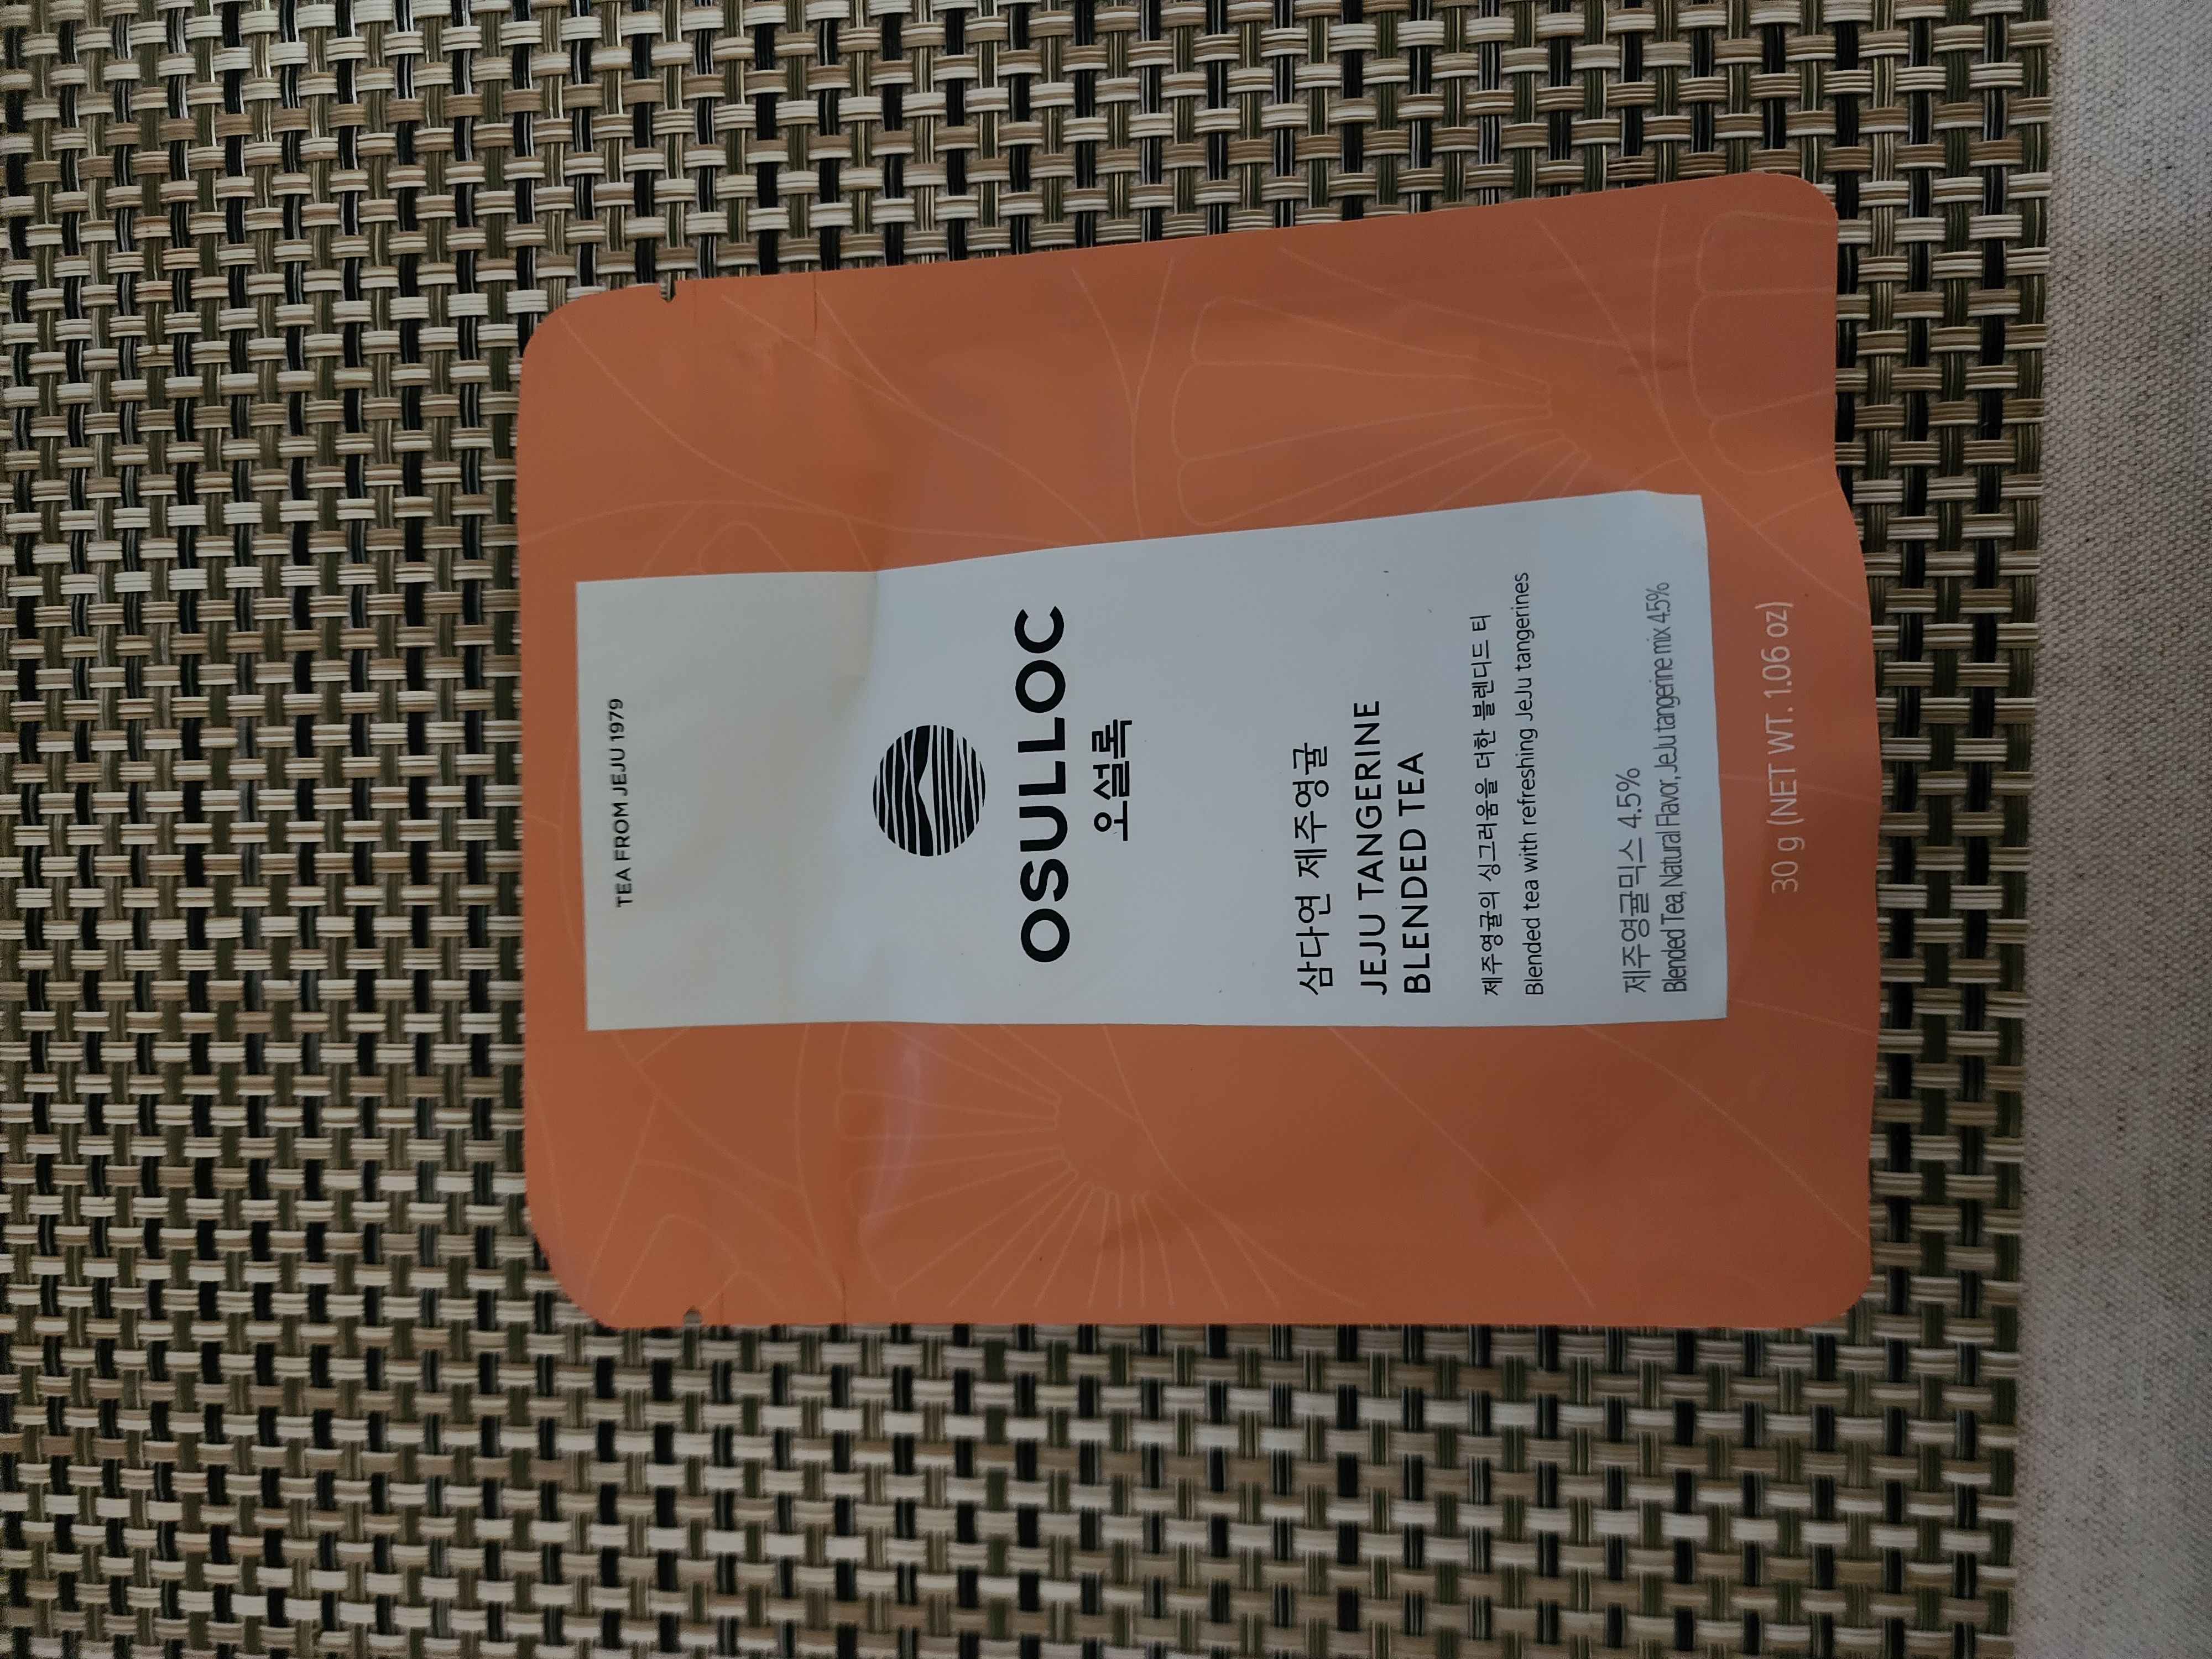 TEA FROM JEJU 1979
OSULLOC
오설록
삼다연 제주영귤
JEJU TANGERINE
BLENDED TEA
제주영귤의 싱그러움을 더한 블렌디드 티
Blended tea with refreshing JeJu tangerines
제주영귤믹스 4.5%
Blended Tea, Natural Flavor, JeJu tangerine mix 4.5%
30 g (NET WT. 1.06 oz)